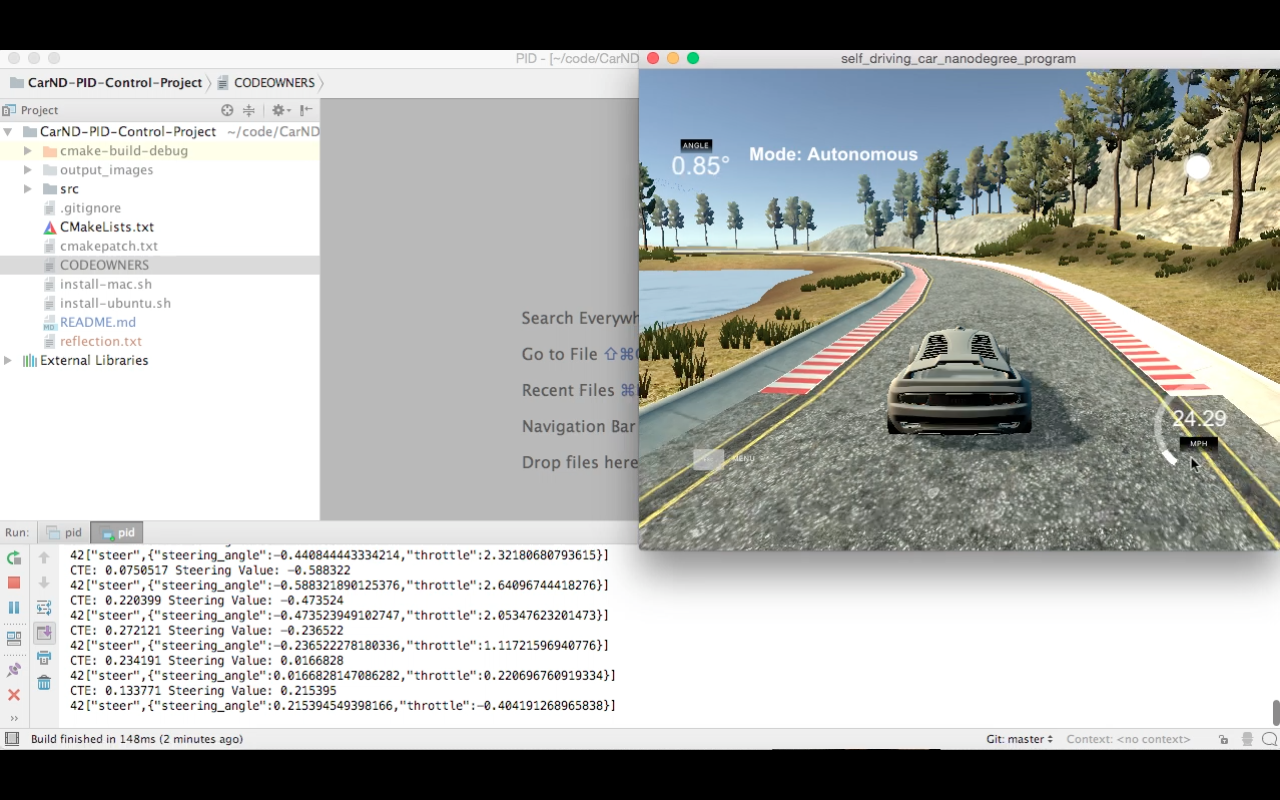 PID - [~/code/CarND
self_driving_car_nanodegree_program
CarND-PID-Control-Project
CODEOWNERS
Project
CarND-PID-Control-Project ~/code/CarND
cmake-build-debug
output_images
src
.gitignore
CMakeLists.txt
cmakepatch.txt
CODEOWNERS
install-mac.sh
install-ubuntu.sh
README.md
reflection.txt
External Libraries
Search Everywh
Go to File ⇧⌘
Recent Files ⌘
Navigation Bar
Drop files here
ANGLE
0.85°
Mode: Autonomous
24.29
MPH
MENU
Run: pid pid
42["steer",{"steering_angle":-0.440844443334214,"throttle":2.32180680793615}]
CTE: 0.0750517 Steering Value: -0.588322
42["steer",{"steering_angle":-0.588321890125376,"throttle":2.64096744418276}]
CTE: 0.220399 Steering Value: -0.473524
42["steer",{"steering_angle":-0.473523949102747,"throttle":2.05347623201473}]
CTE: 0.272121 Steering Value: -0.236522
42["steer",{"steering_angle":-0.236522278180336,"throttle":1.11721596940776}]
CTE: 0.234191 Steering Value: 0.0166828
42["steer",{"steering_angle":0.0166828147086282,"throttle":0.220696760919334}]
CTE: 0.133771 Steering Value: 0.215395
42["steer",{"steering_angle":0.215394549398166,"throttle":-0.404191268965838}]
Build finished in 148ms (2 minutes ago)
Git: master
Context: <no context>